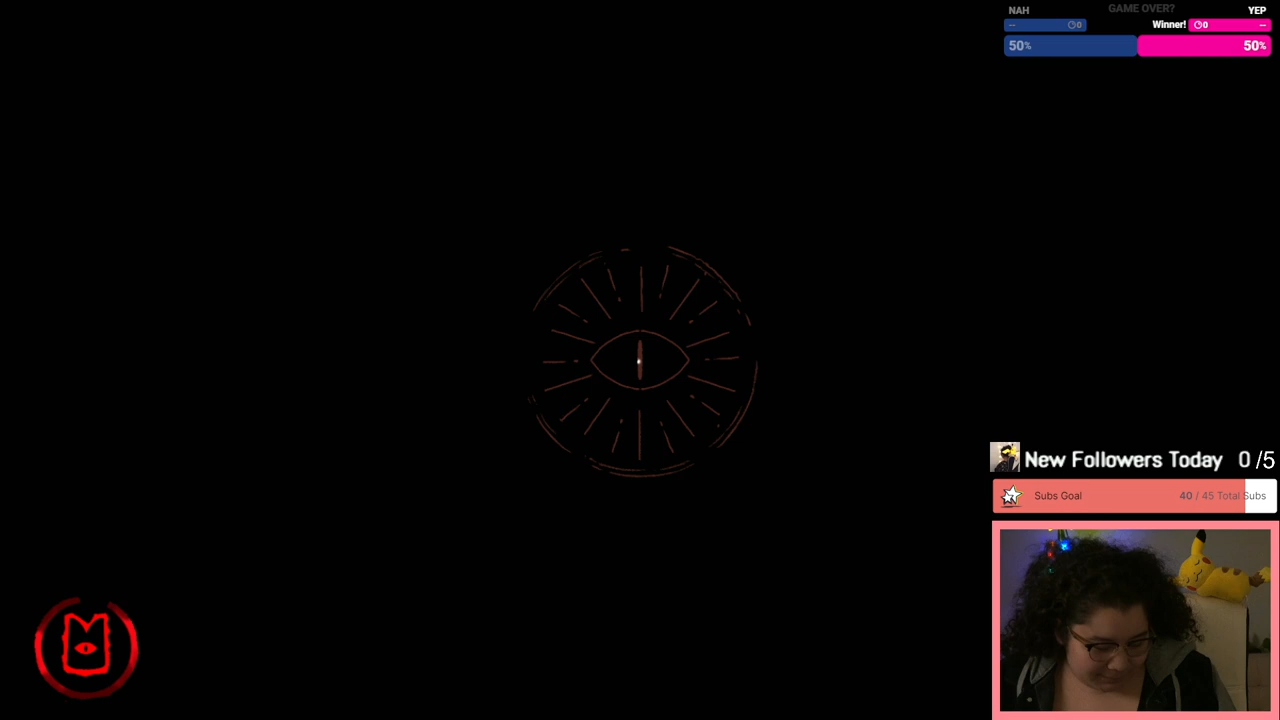 GAME OVER?
NAH YEP
-- 0 Winner! 0 --
50% 50%
New Followers Today 0 /5
Subs Goal 40 / 45 Total Subs